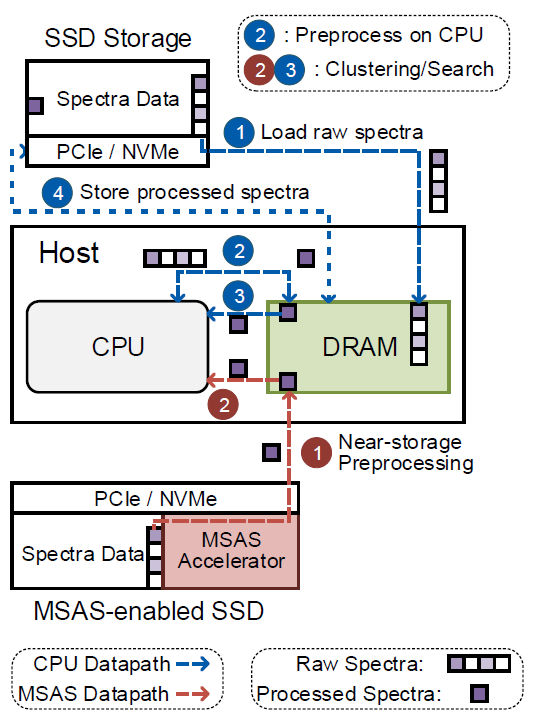 SSD Storage
2 : Preprocess on CPU
2 3 : Clustering/Search
Spectra Data
PCIe / NVMe
1 Load raw spectra
4 Store processed spectra
Host
2
3
CPU
DRAM
2
1 Near-storage
Preprocessing
PCIe / NVMe
Spectra Data
MSAS
Accelerator
MSAS-enabled SSD
CPU Datapath
MSAS Datapath
Raw Spectra:
Processed Spectra: